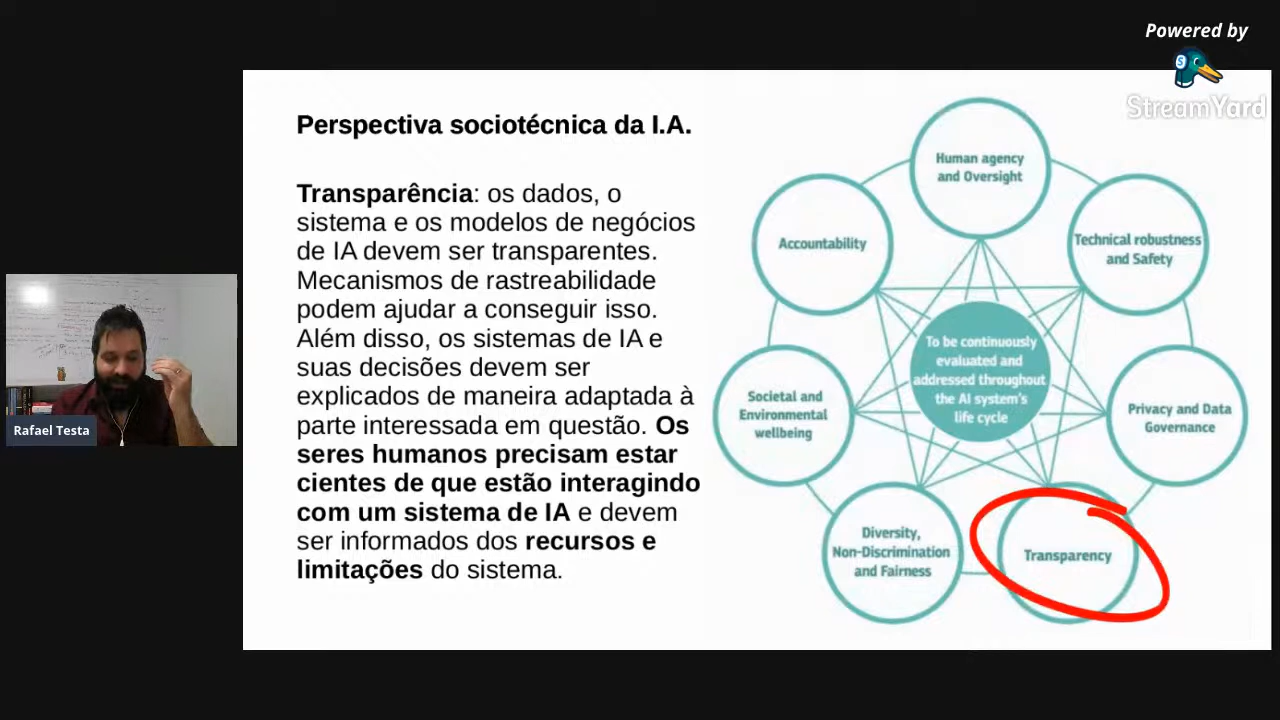 Powered by
StreamYard
Perspectiva sociotécnica da I.A.
Transparência: os dados, o
sistema e os modelos de negócios
de IA devem ser transparentes.
Mecanismos de rastreabilidade
podem ajudar a conseguir isso.
Além disso, os sistemas de IA e
suas decisões devem ser
explicados de maneira adaptada à
parte interessada em questão. Os
seres humanos precisam estar
cientes de que estão interagindo
com um sistema de IA e devem
ser informados dos recursos e
limitações do sistema.
Human agency
and Oversight
Technical robustness
and Safety
Privacy and Data
Governance
Transparency
Diversity,
Non-Discrimination
and Fairness
Societal and
Environmental
wellbeing
Accountability
To be continuously
evaluated and
addressed throughout
the AI system's
life cycle
Rafael Testa